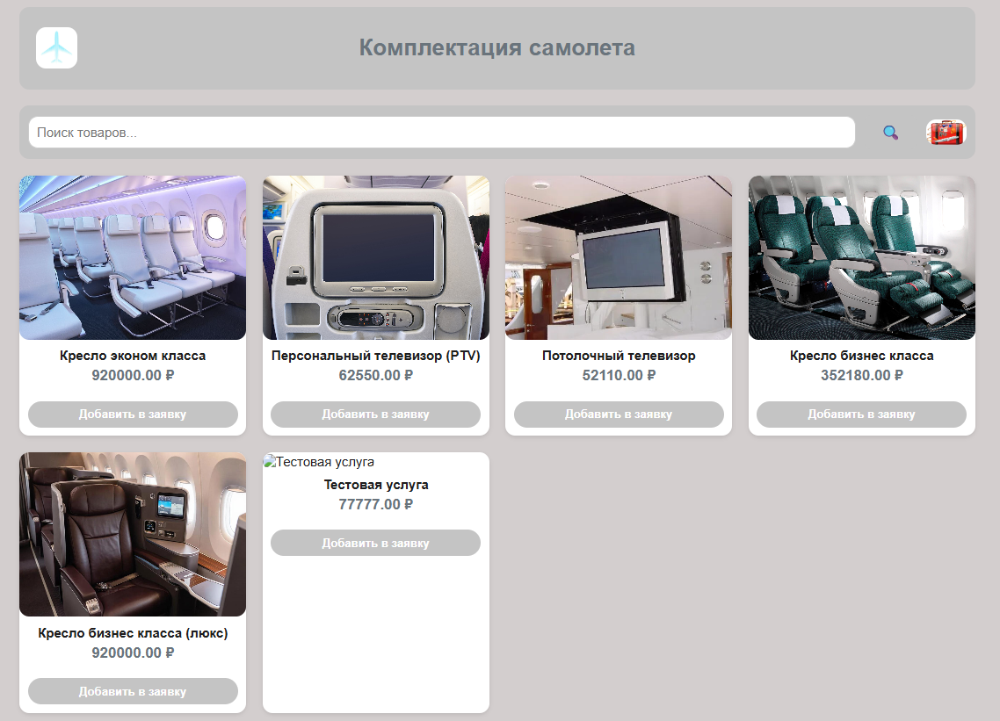 Комплектация самолета
Поиск товаров...
Кресло эконом класса
920000.00 ₽
Добавить в заявку
Персональный телевизор (PTV)
62550.00 ₽
Добавить в заявку
Потолочный телевизор
52110.00 ₽
Добавить в заявку
Кресло бизнес класса
352180.00 ₽
Добавить в заявку
Кресло бизнес класса (люкс)
920000.00 ₽
Добавить в заявку
Тестовая услуга
Тестовая услуга
77777.00 ₽
Добавить в заявку